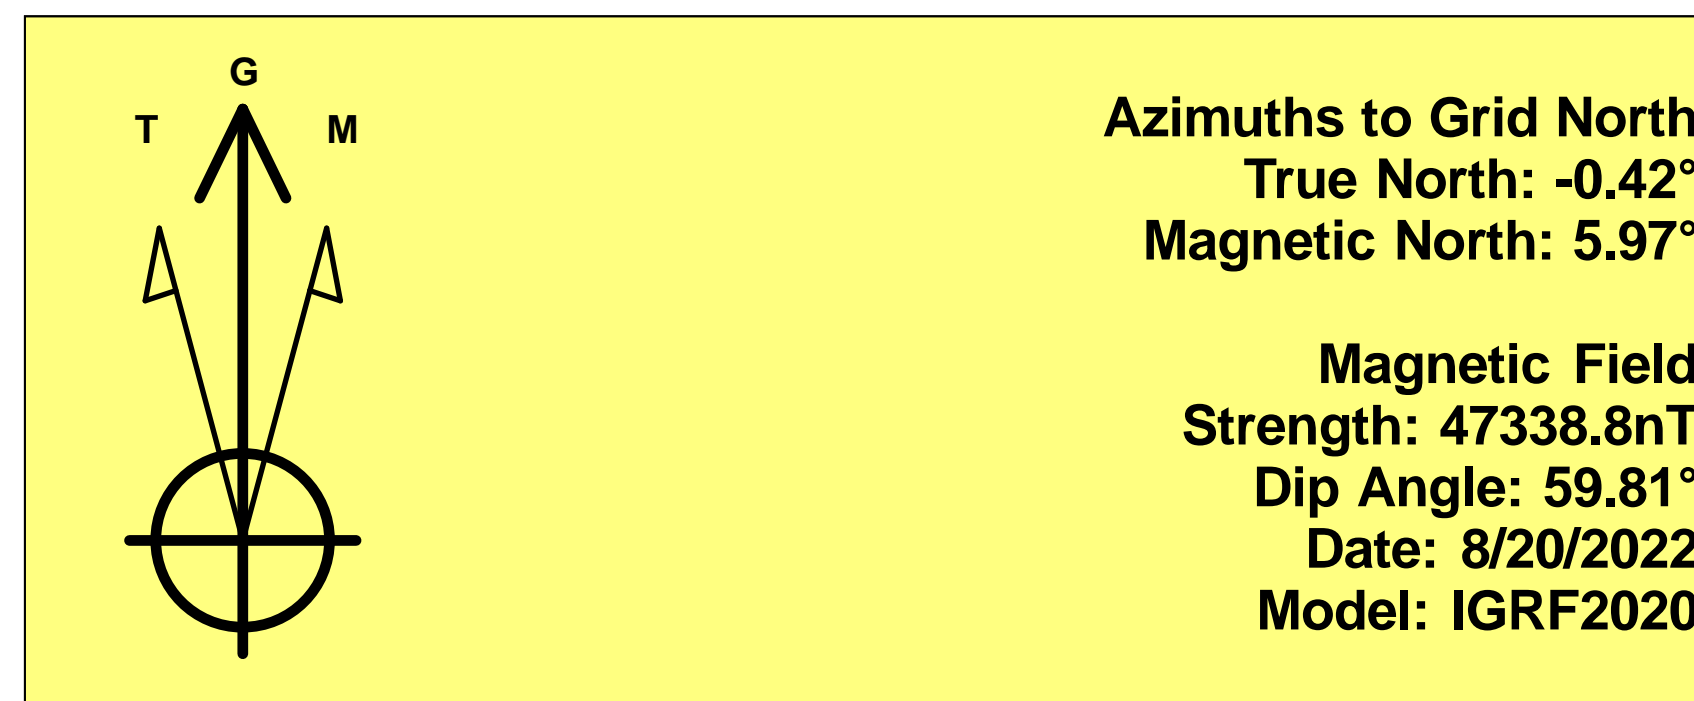 G
T
M
Azimuths to Grid North
True North: -0.42°
Magnetic North: 5.97°
Magnetic Field
Strength: 47338.8nT
Dip Angle: 59.81°
Date: 8/20/2022
Model: IGRF2020